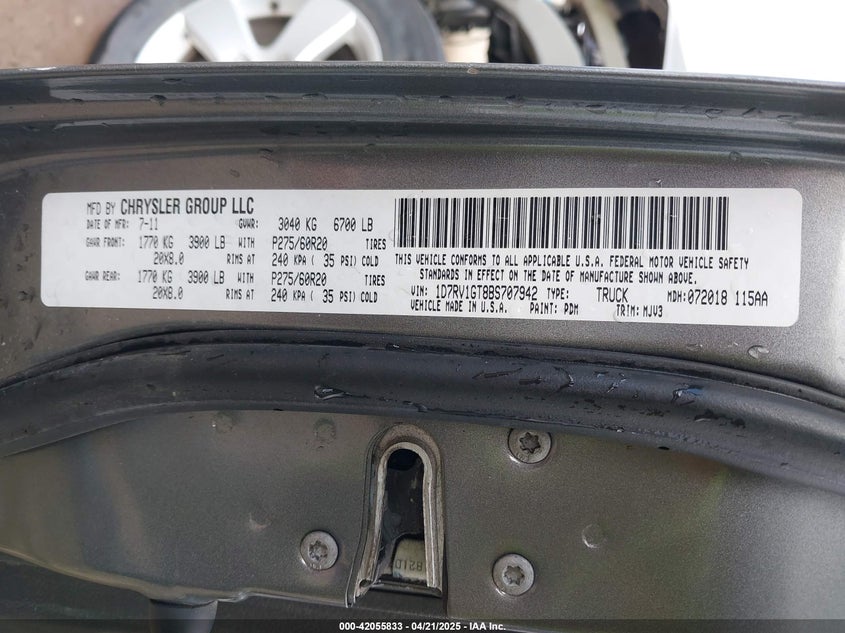 MFD BY CHRYSLER GROUP LLC
DATE OF MFR: 7-11 GVWR: 3040 KG 6700 LB
GAWR FRONT: 1770 KG 3900 LB WITH P275/60R20 TIRES
20X8.0 RIMS AT 240 KPA ( 35 PSI) COLD
GAWR REAR: 1770 KG 3900 LB WITH P275/60R20 TIRES
20X8.0 RIMS AT 240 KPA ( 35 PSI) COLD
THIS VEHICLE CONFORMS TO ALL APPLICABLE U.S.A. FEDERAL MOTOR VEHICLE SAFETY
STANDARDS IN EFFECT ON THE DATE OF MANUFACTURE SHOWN ABOVE.
VIN: 1D7RV1GT8BS707942 TYPE: TRUCK MDH: 072018 115AA
VEHICLE MADE IN U.S.A. PAINT: PDM TRIM: MJV3
000-42055833 - 04/21/2025 - IAA Inc.